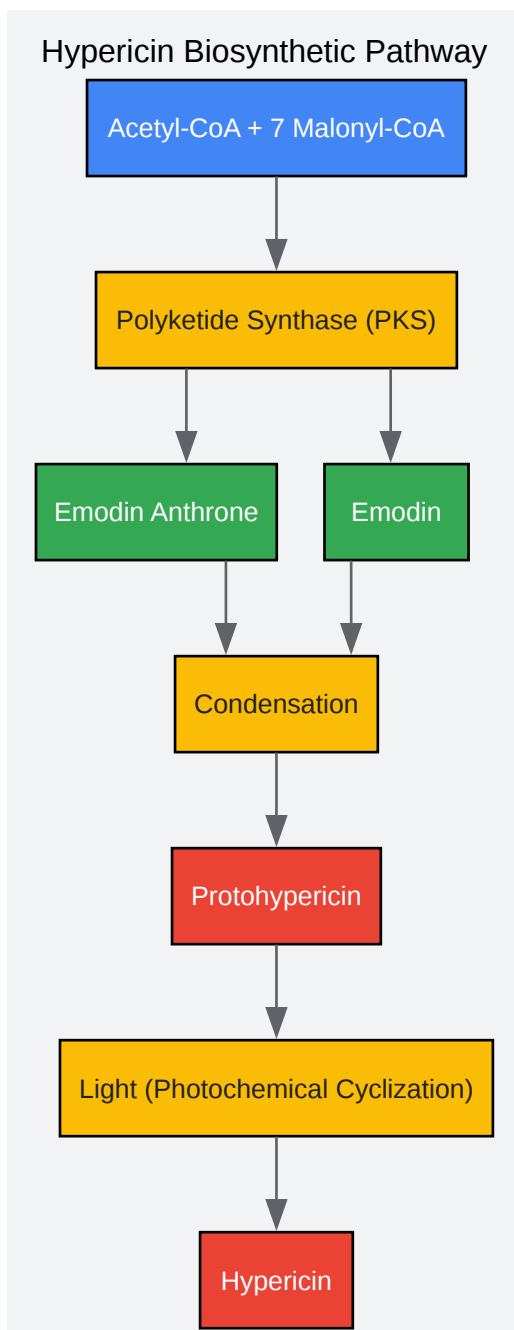 Hypericin Biosynthetic Pathway
Acetyl-CoA + 7 Malonyl-CoA
Polyketide Synthase (PKS)
Emodin Anthrone
Emodin
Condensation
Protohypericin
Light (Photochemical Cyclization)
Hypericin